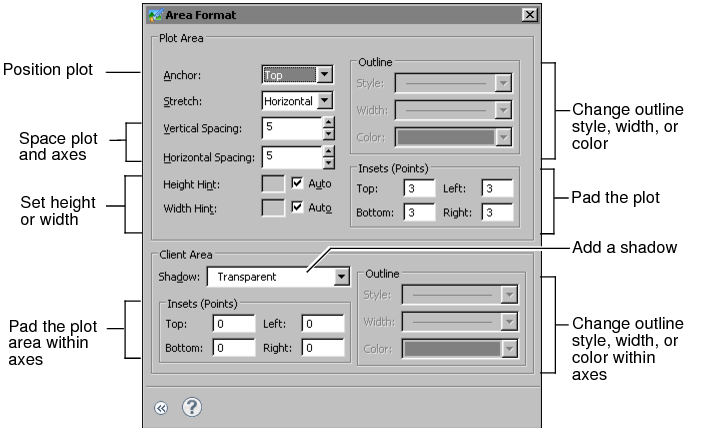 Area Format
Plot Area
Position plot
Anchor:
Top
Stretch:
Horizontal
Space plot
and axes
Vertical Spacing:
5
Horizontal Spacing:
5
Set height
or width
Height Hint:
Auto
Width Hint:
Auto
Outline
Style:
Width:
Color:
Change outline
style, width, or
color
Insets (Points)
Top: 3 Left: 3
Bottom: 3 Right: 3
Pad the plot
Client Area
Add a shadow
Shadow: Transparent
Pad the plot
area within
axes
Insets (Points)
Top: 0 Left: 0
Bottom: 0 Right: 0
Outline
Style:
Width:
Color:
Change outline
style, width, or
color within
axes
?